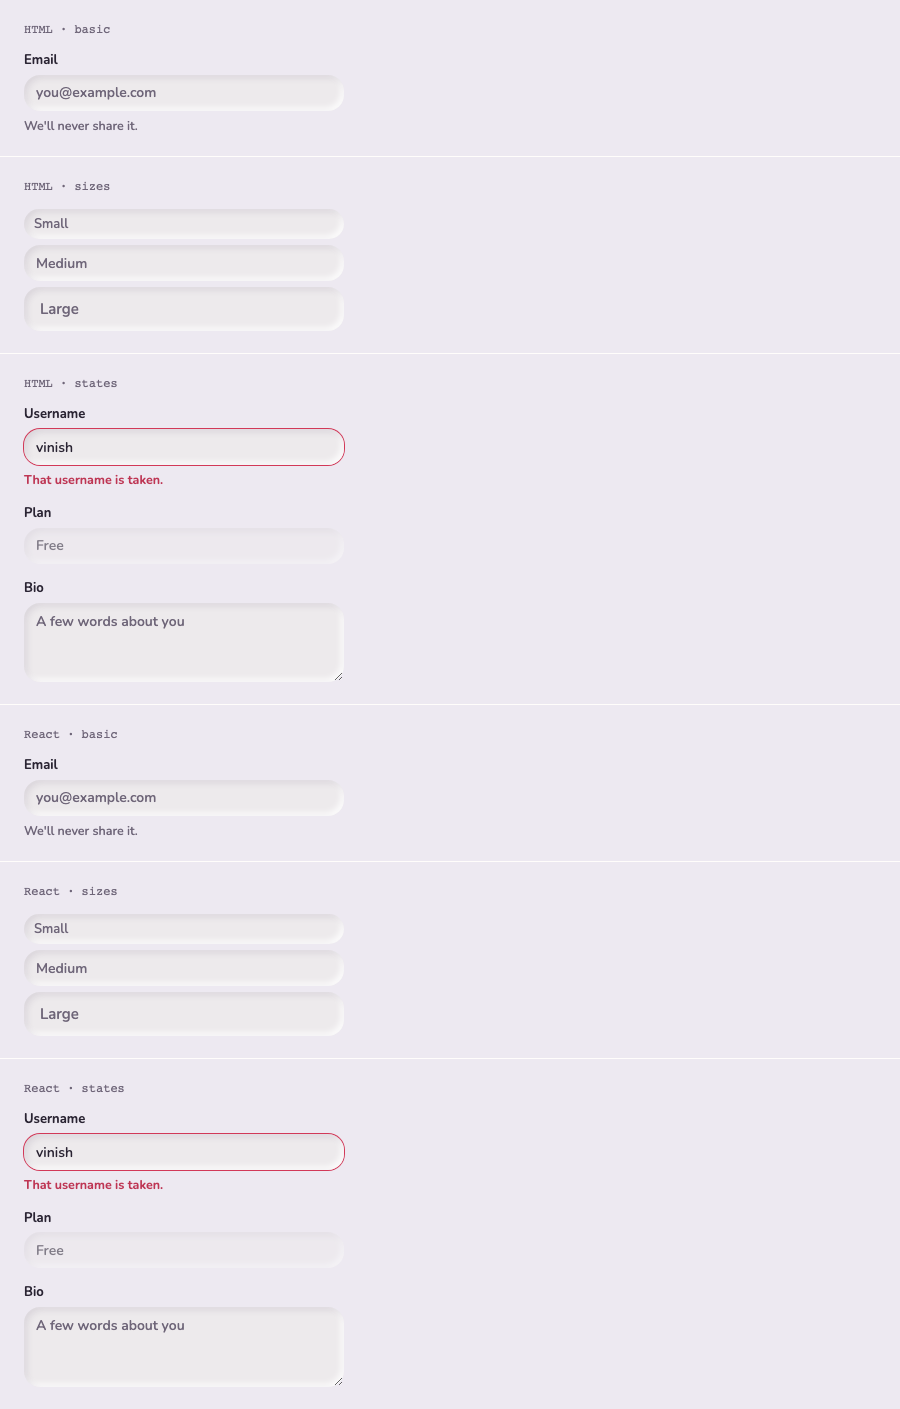 HTML · basic
Email
you@example.com
We'll never share it.
HTML · sizes
Small
Medium
Large
HTML · states
Username
vinish
That username is taken.
Plan
Free
Bio
A few words about you
React · basic
Email
you@example.com
We'll never share it.
React · sizes
Small
Medium
Large
React · states
Username
vinish
That username is taken.
Plan
Free
Bio
A few words about you